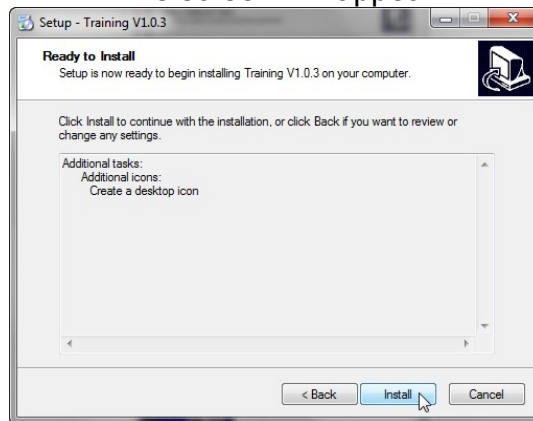 Setup - Training V1.0.3
Ready to Install
Setup is now ready to begin installing Training V1.0.3 on your computer.
Click Install to continue with the installation, or click Back if you want to review or
change any settings.
Additional tasks:
Additional icons:
Create a desktop icon
< Back Install Cancel